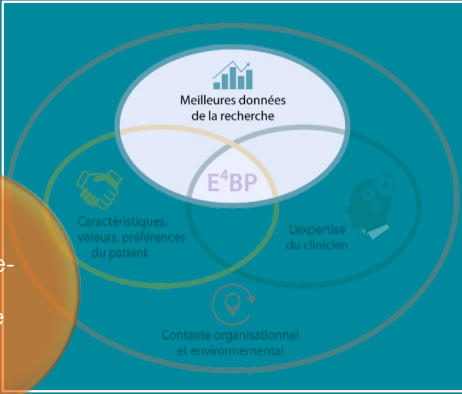 Meilleures données
de la recherche
E⁴BP
Caractéristiques,
valeurs, préférences
du patient
L'expertise
du clinicien
Contexte organisationnel
et environnemental
e-
e